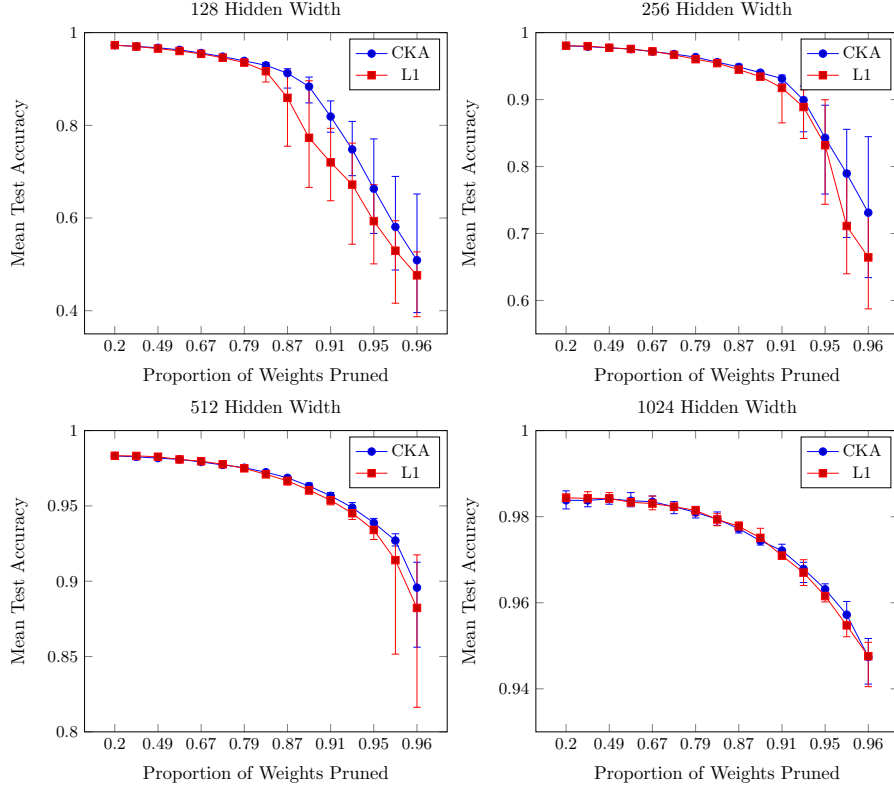 128 Hidden Width
1
0.8
0.6
0.4
Mean Test Accuracy
CKA
L1
0.2 0.49 0.67 0.79 0.87 0.91 0.95 0.96
Proportion of Weights Pruned
256 Hidden Width
1
0.9
0.8
0.7
0.6
Mean Test Accuracy
CKA
L1
0.2 0.49 0.67 0.79 0.87 0.91 0.95 0.96
Proportion of Weights Pruned
512 Hidden Width
1
0.95
0.9
0.85
0.8
Mean Test Accuracy
CKA
L1
0.2 0.49 0.67 0.79 0.87 0.91 0.95 0.96
Proportion of Weights Pruned
1024 Hidden Width
1
0.98
0.96
0.94
Mean Test Accuracy
CKA
L1
0.2 0.49 0.67 0.79 0.87 0.91 0.95 0.96
Proportion of Weights Pruned